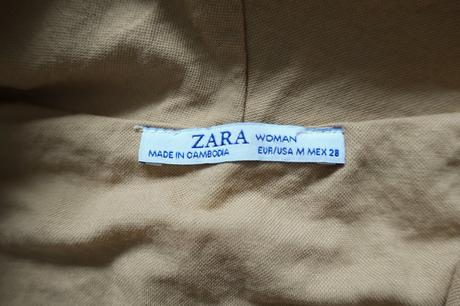 ZARA WOMAN
MADE IN CAMBODIA EUR/USA M MEX 28